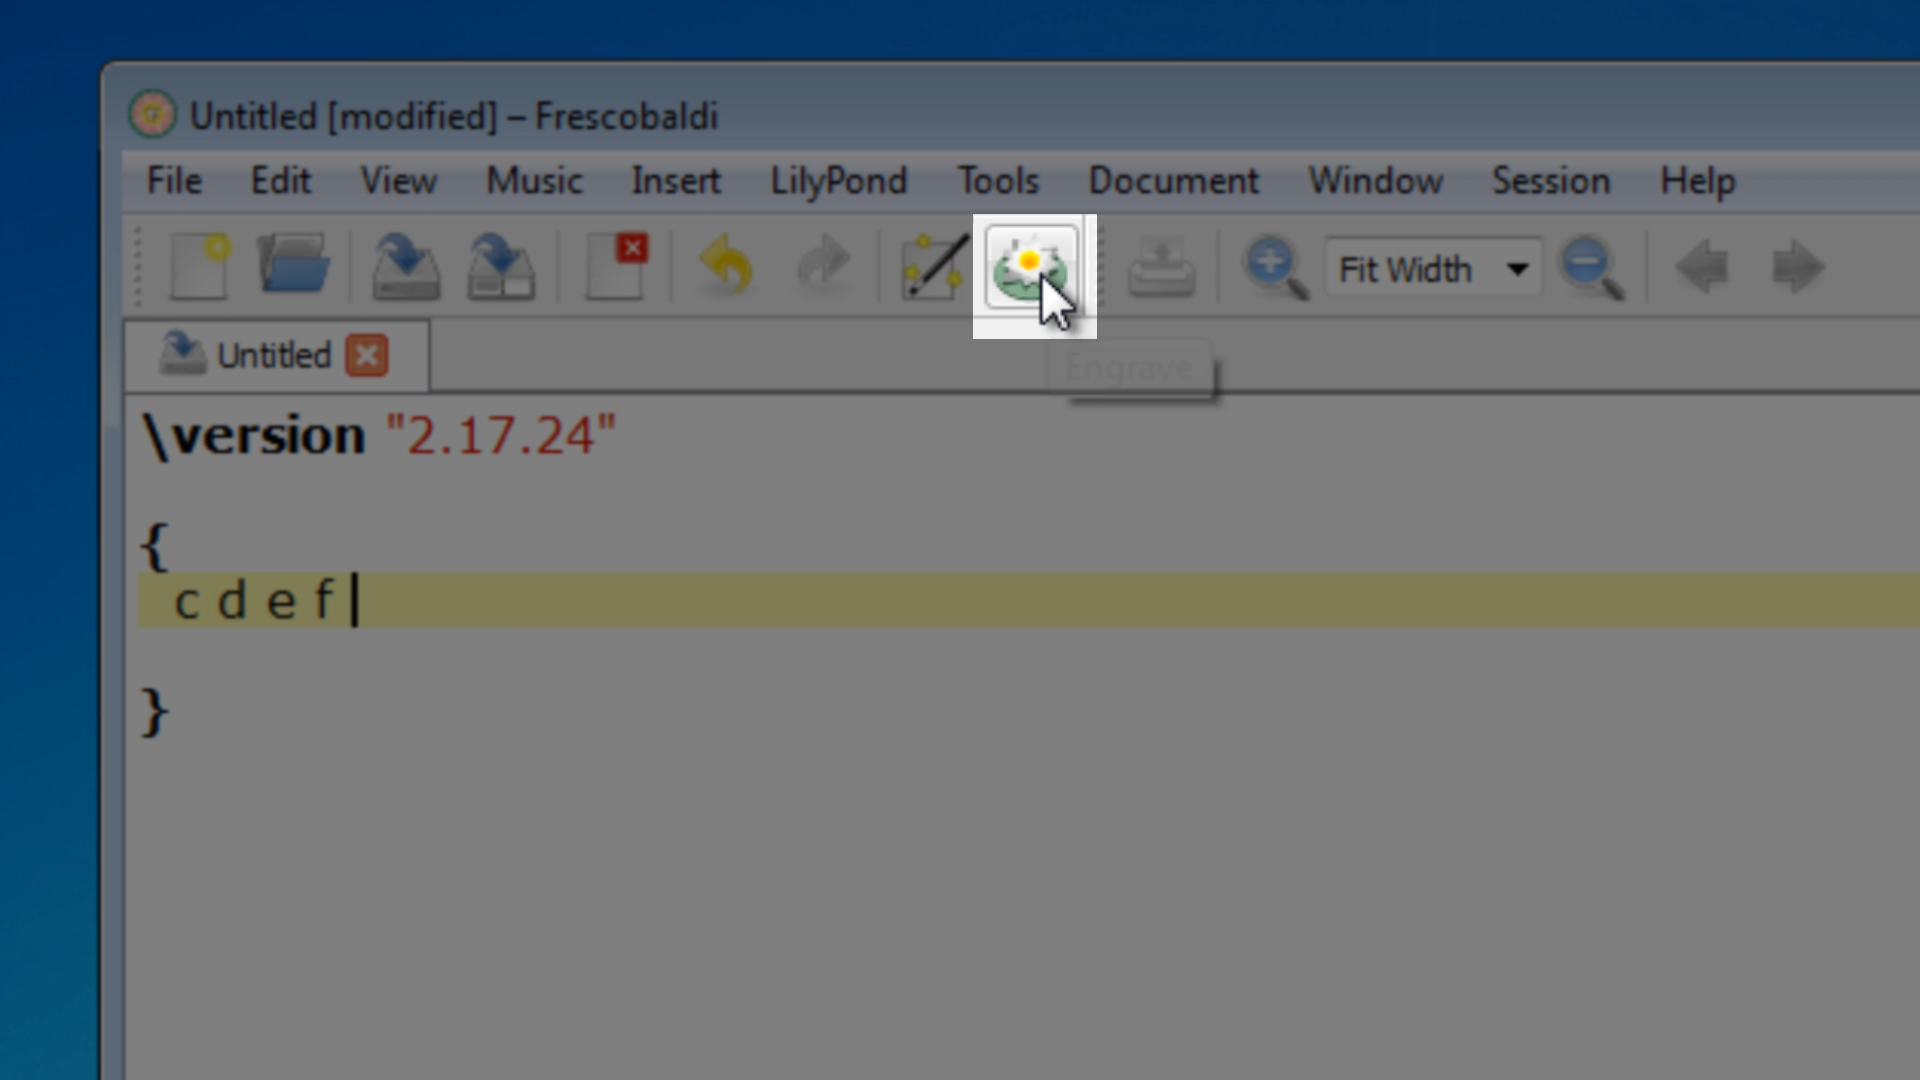 Untitled [modified] – Frescobaldi
File Edit View Music Insert LilyPond Tools Document Window Session Help
Fit Width
Untitled
Engrave
\version "2.17.24"
{
c d e f
}